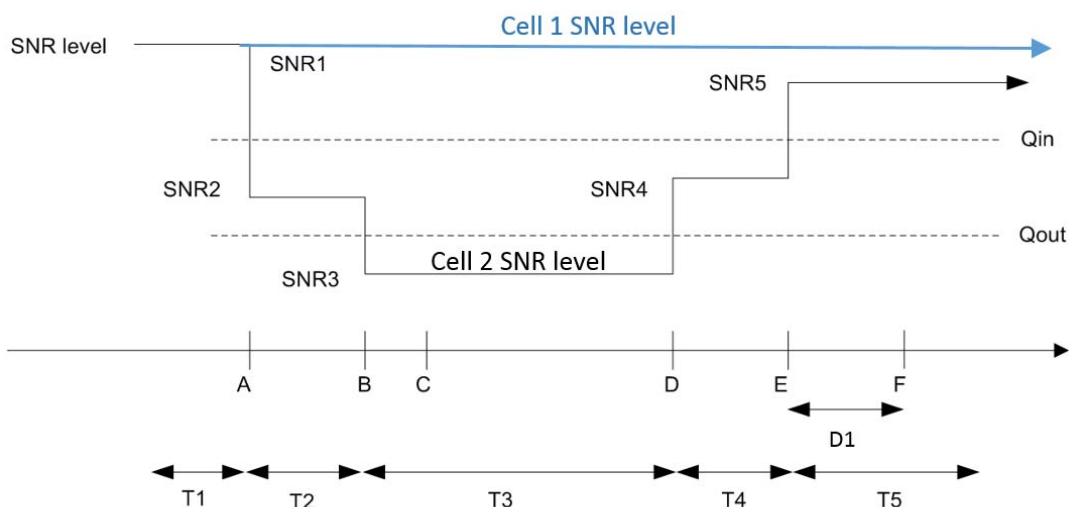 Cell 1 SNR level
SNR level
SNR1
SNR5
Qin
SNR2
SNR4
Qout
SNR3
Cell 2 SNR level
A B C D E F
D1
T1 T2 T3 T4 T5